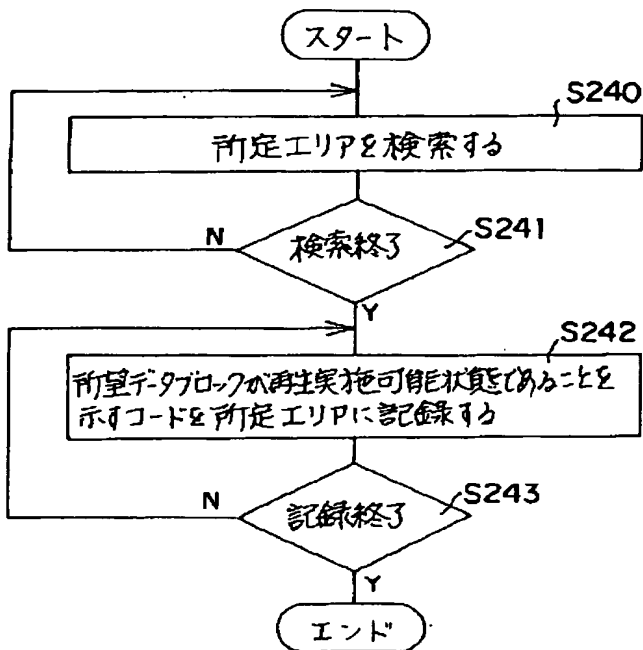 スタート
S240
所定エリアを検索する
N
検索終了
S241
Y
S242
所望データブロックが再生実施可能状態であることを
示すコードを所定エリアに記録する
N
記録終了
S243
Y
エンド